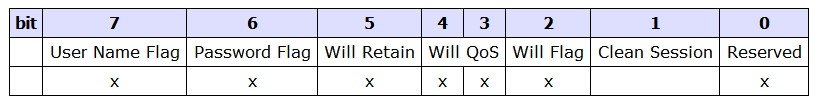 bit 7 6 5 4 3 2 1 0
User Name Flag Password Flag Will Retain Will QoS Will Flag Clean Session Reserved
x x x x x x x